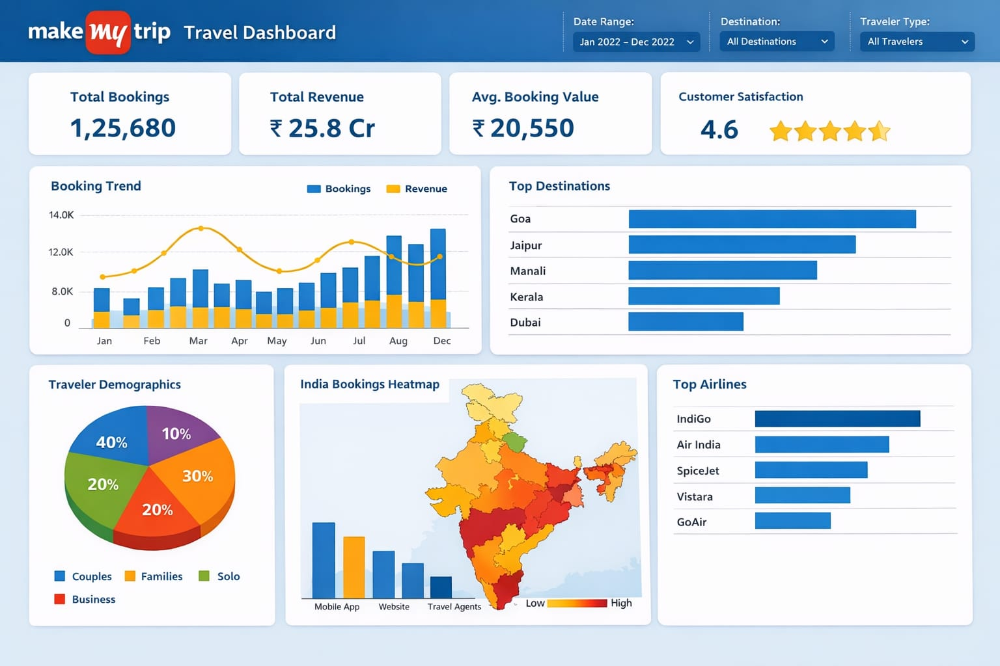 make my trip Travel Dashboard
Date Range:
Jan 2022 – Dec 2022
Destination:
All Destinations
Traveler Type:
All Travelers
Total Bookings
1,25,680
Total Revenue
₹ 25.8 Cr
Avg. Booking Value
₹ 20,550
Customer Satisfaction
4.6
Booking Trend
Bookings
Revenue
14.0K
12.0K
8.0K
0
Jan Feb Mar Apr May Jun Jul Aug Dec
Top Destinations
Goa
Jaipur
Manali
Kerala
Dubai
Traveler Demographics
40%
10%
30%
20%
20%
Couples Families Solo
Business
India Bookings Heatmap
Mobile App Website Travel Agents
Low High
Top Airlines
IndiGo
Air India
SpiceJet
Vistara
GoAir